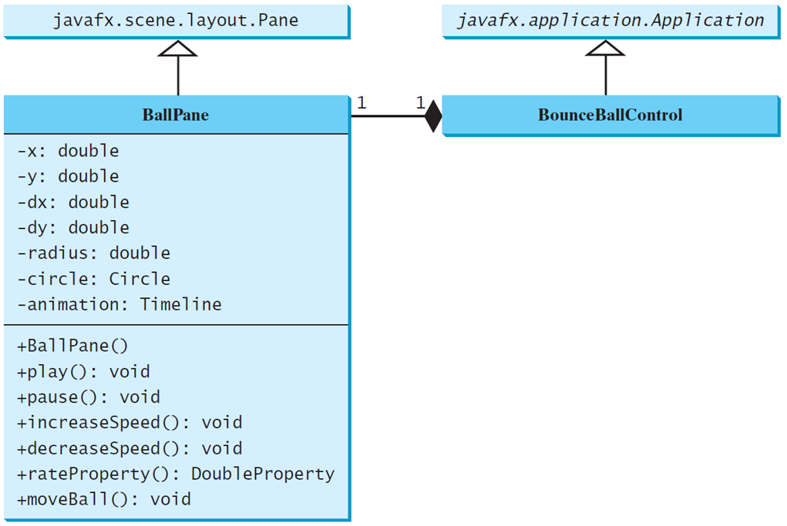 javafx.scene.layout.Pane
javafx.application.Application
BallPane
1
1
BounceBallControl
-x: double
-y: double
-dx: double
-dy: double
-radius: double
-circle: Circle
-animation: Timeline
+BallPane()
+play(): void
+pause(): void
+increaseSpeed(): void
+decreaseSpeed(): void
+rateProperty(): DoubleProperty
+moveBall(): void